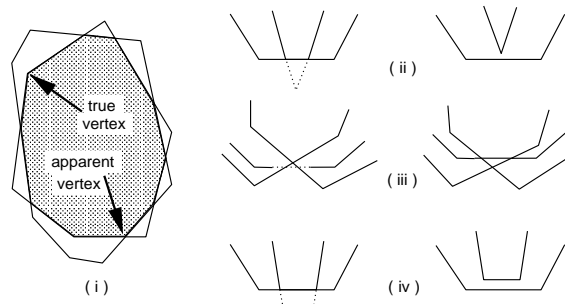 true
vertex
apparent
vertex
( i )
( ii )
( iii )
( iv )